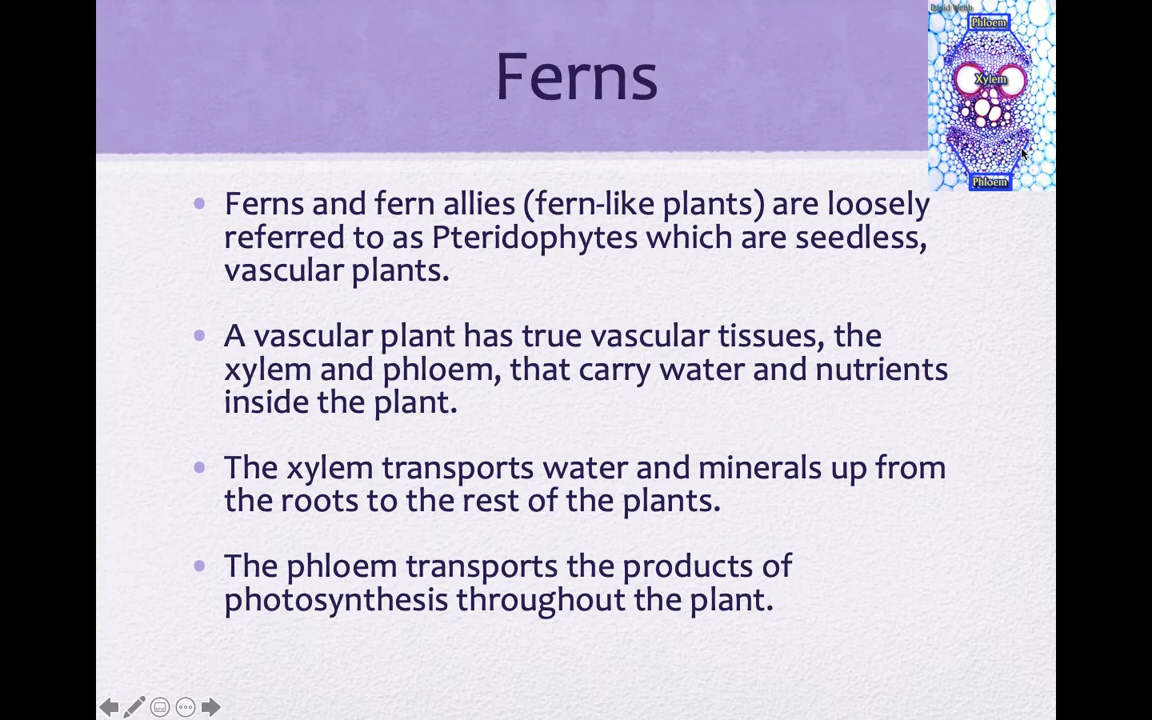 David Webb
Phloem
Xylem
Phloem
Ferns
• Ferns and fern allies (fern-like plants) are loosely
referred to as Pteridophytes which are seedless,
vascular plants.
• A vascular plant has true vascular tissues, the
xylem and phloem, that carry water and nutrients
inside the plant.
• The xylem transports water and minerals up from
the roots to the rest of the plants.
• The phloem transports the products of
photosynthesis throughout the plant.